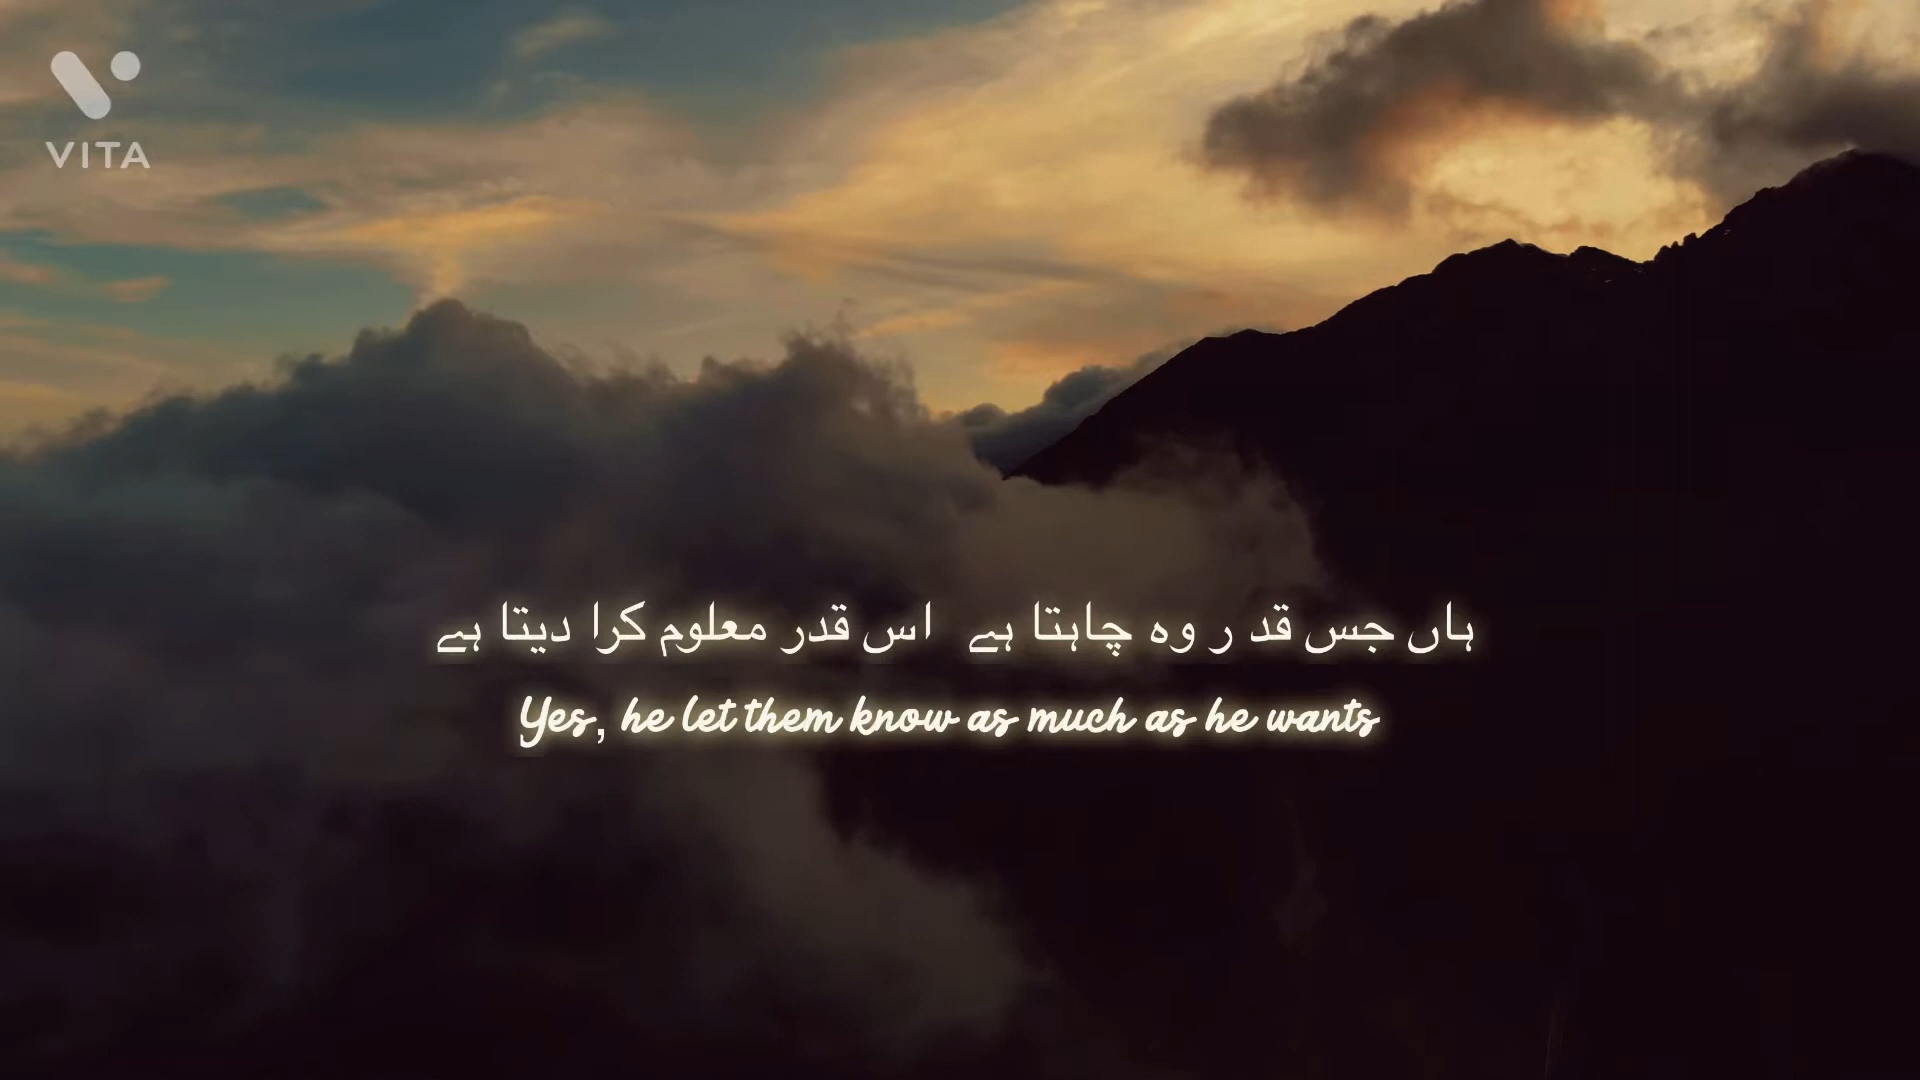 VITA
ہاں جس قد ر وہ چاہتا ہے اس قدر معلوم کرا دیتا ہے
Yes, he let them know as much as he wants